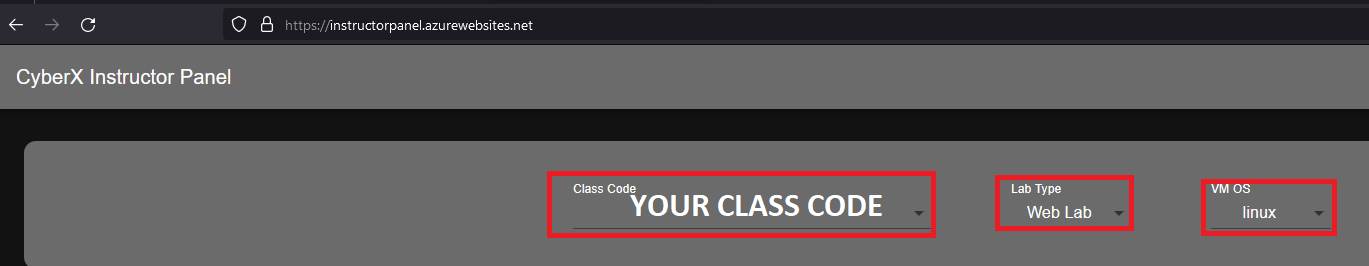 https://instructorpanel.azurewebsites.net
CyberX Instructor Panel
Class Code
YOUR CLASS CODE
Lab Type
Web Lab
VM OS
linux